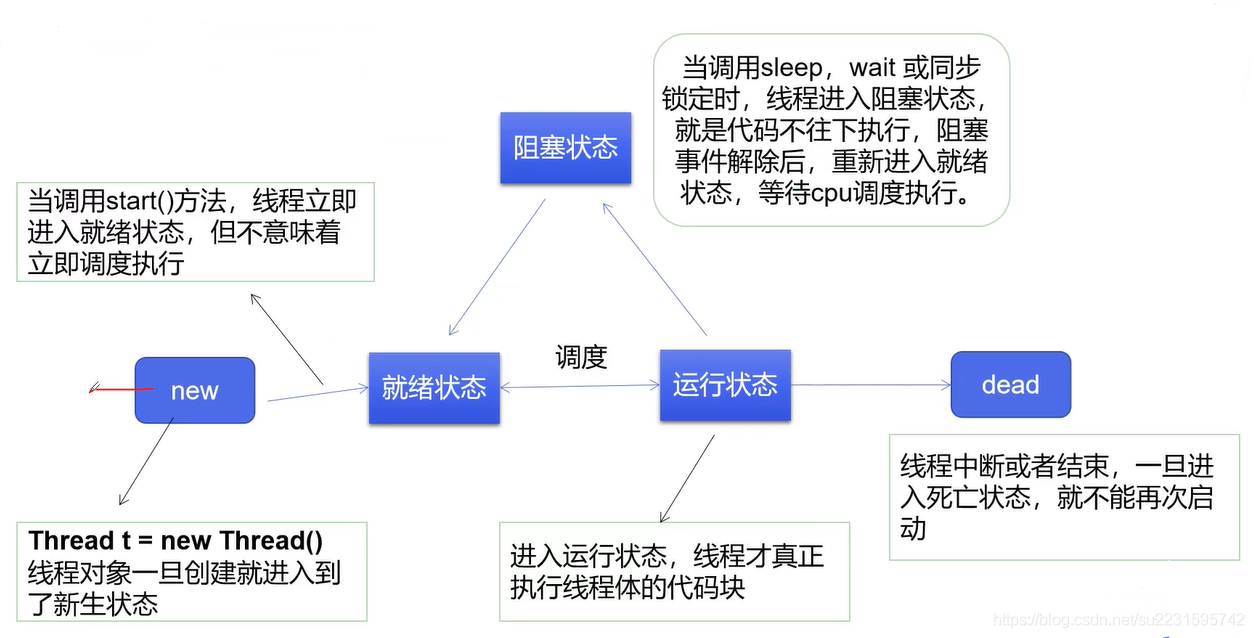 当调用sleep，wait 或同步
锁定时，线程进入阻塞状态，
就是代码不往下执行，阻塞
事件解除后，重新进入就绪
状态，等待cpu调度执行。
阻塞状态
当调用start()方法，线程立即
进入就绪状态，但不意味着
立即调度执行
new
就绪状态
调度
运行状态
dead
Thread t = new Thread()
线程对象一旦创建就进入到
了新生状态
进入运行状态，线程才真正
执行线程体的代码块
线程中断或者结束，一旦进
入死亡状态，就不能再次启
动
https://blog.csdn.net/su2231595742